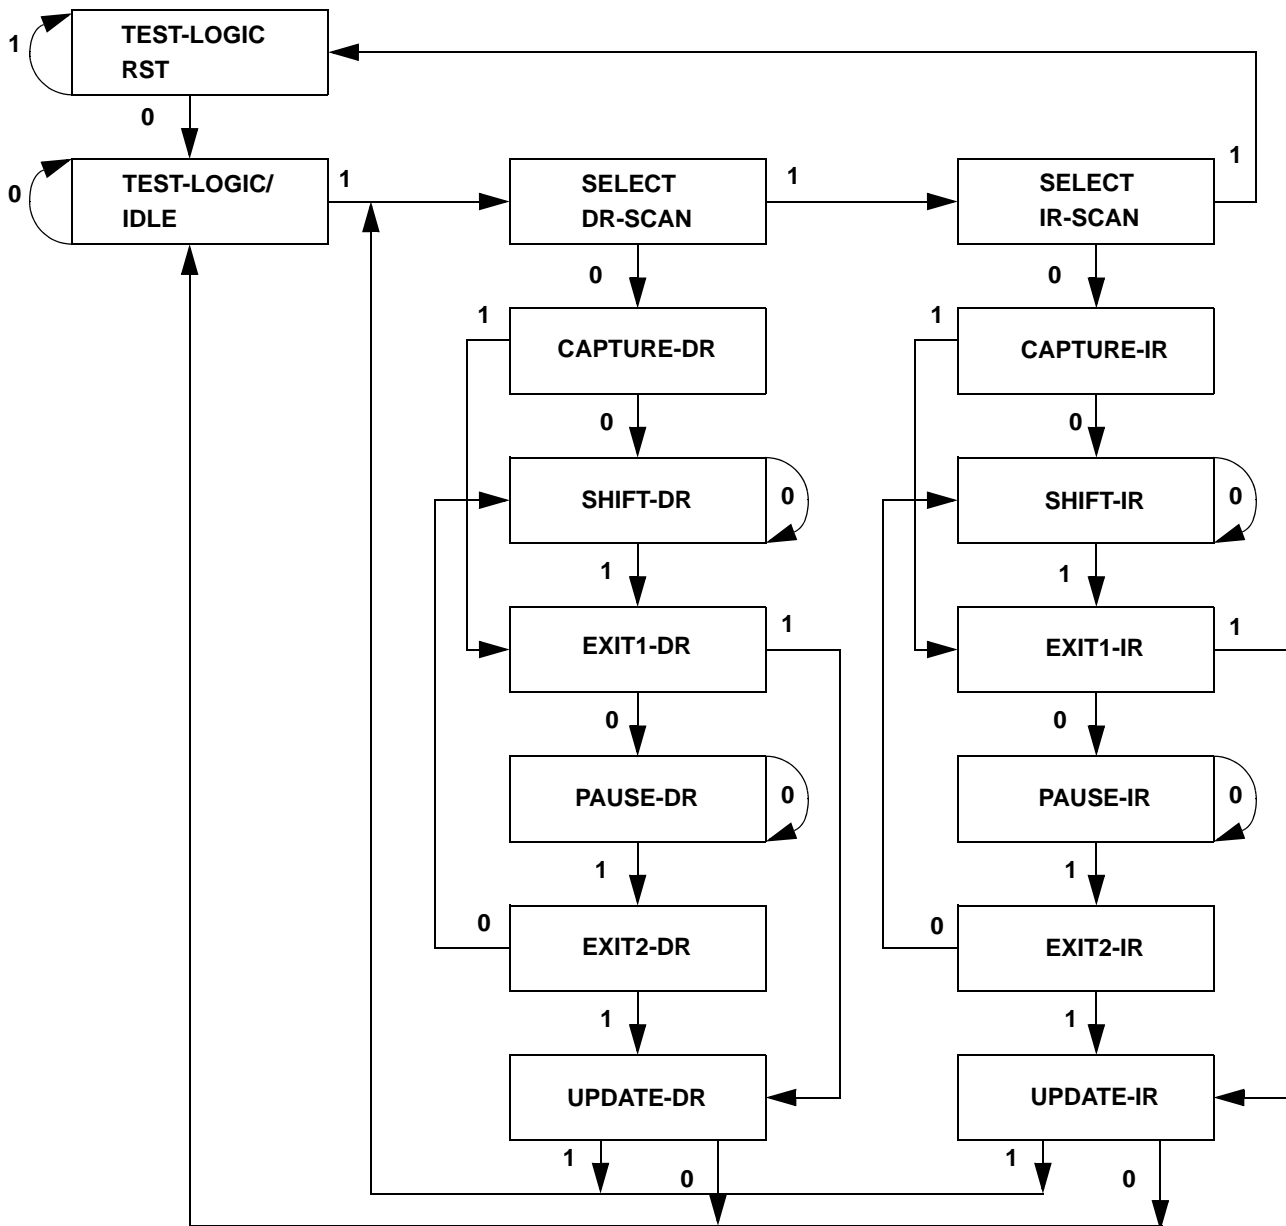 1
TEST-LOGIC
RST
0
0
TEST-LOGIC/
IDLE
1
SELECT
DR-SCAN
1
SELECT
IR-SCAN
1
0
0
1
CAPTURE-DR
1
CAPTURE-IR
0
0
SHIFT-DR
0
SHIFT-IR
0
1
1
EXIT1-DR
1
EXIT1-IR
1
0
0
PAUSE-DR
0
PAUSE-IR
0
1
1
0
EXIT2-DR
0
EXIT2-IR
1
1
UPDATE-DR
UPDATE-IR
1
0
1
0